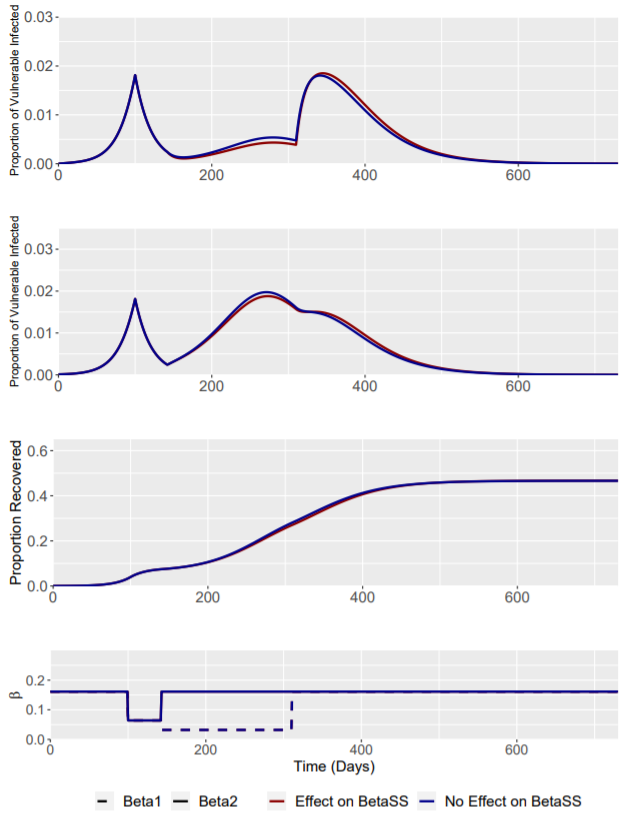 Proportion of Vulnerable Infected
0.03
0.02
0.01
0.00
0 200 400 600
Proportion of Vulnerable Infected
0.03
0.02
0.01
0.00
0 200 400 600
Proportion Recovered
0.6
0.4
0.2
0.0
0 200 400 600
β
0.2
0.1
0.0
0 200 400 600
Time (Days)
Beta1 Beta2 Effect on BetaSS No Effect on BetaSS